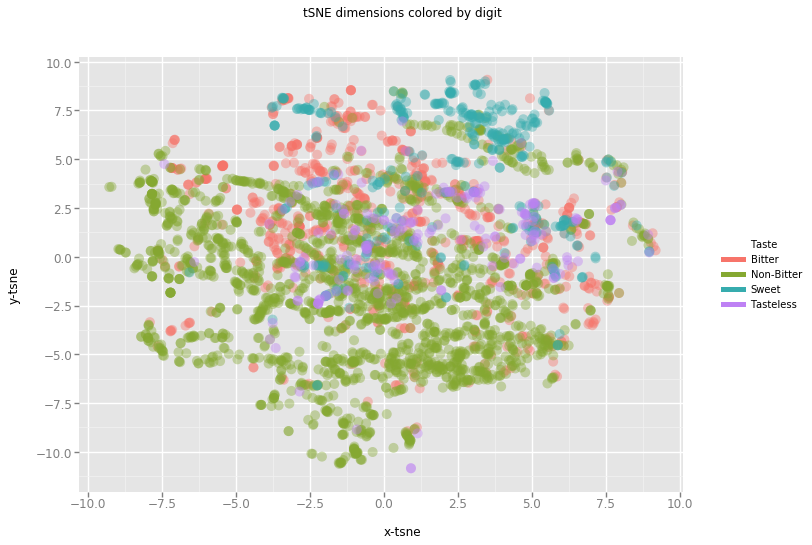 tSNE dimensions colored by digit
10.0
7.5
5.0
2.5
0.0
−2.5
−5.0
−7.5
−10.0
y-tsne
−10.0 −7.5 −5.0 −2.5 0.0 2.5 5.0 7.5 10.0
x-tsne
Taste
Bitter
Non-Bitter
Sweet
Tasteless